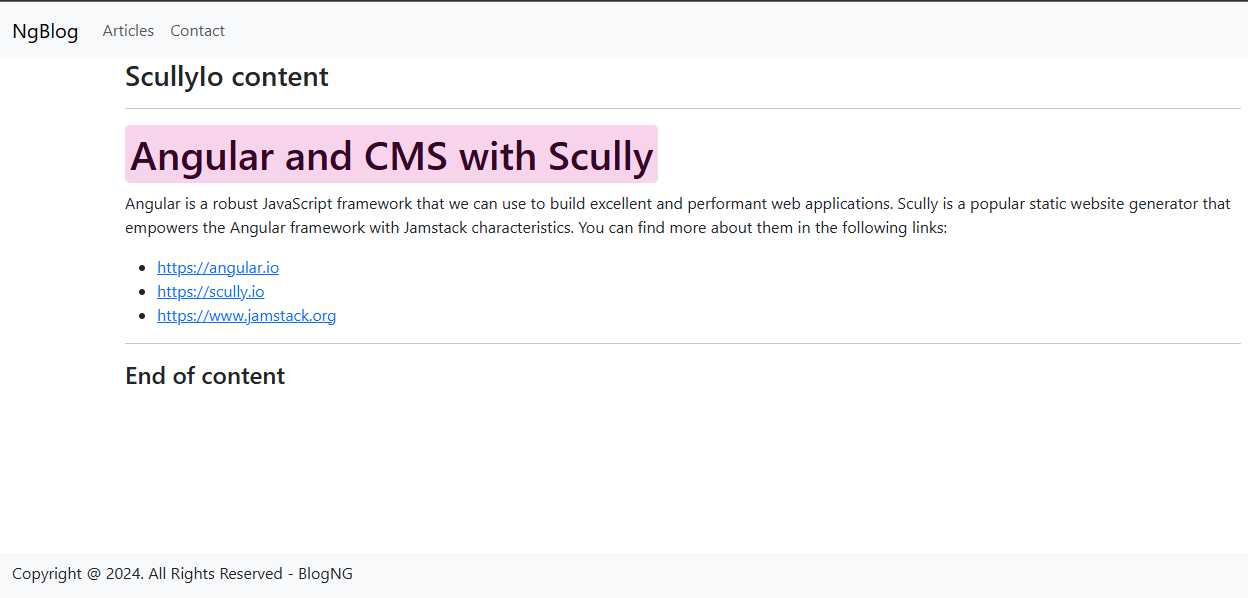 NgBlog Articles Contact
ScullyIo content
Angular and CMS with Scully
Angular is a robust JavaScript framework that we can use to build excellent and performant web applications. Scully is a popular static website generator that
empowers the Angular framework with Jamstack characteristics. You can find more about them in the following links:
https://angular.io
https://scully.io
https://www.jamstack.org
End of content
Copyright @ 2024. All Rights Reserved - BlogNG